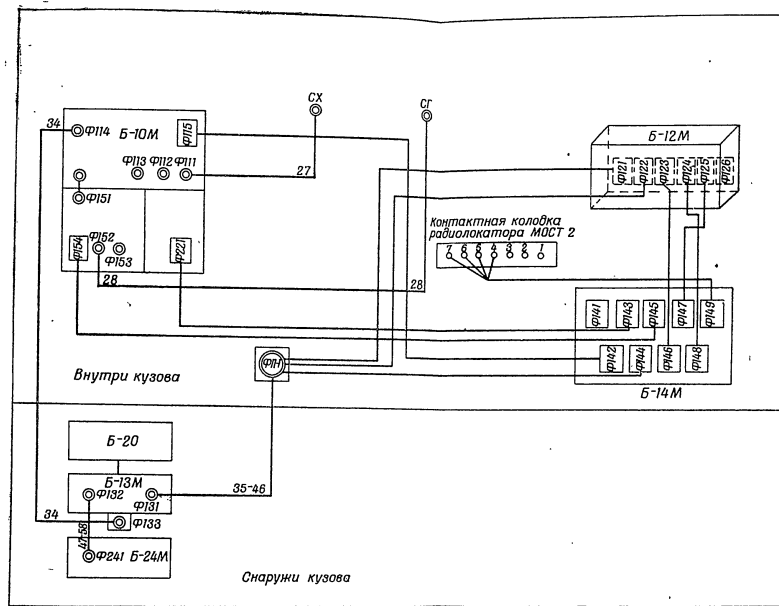 34
Ф114
Б-10М
Ф115
СХ
СГ
Б-12М
Ф113
Ф112
Ф111
27
Ф121
Ф122
Ф123
Ф124
Ф125
Ф126
Ф151
Контактная колодка
радиолокатора МОСТ 2
7 6 5 4 3 2 1
Ф154
Ф152
Ф153
Ф221
28
28
Ф141
Ф143
Ф145
Ф147
Ф149
Ф142
Ф144
Ф146
Ф148
Б-14М
Ф1Н
Внутри кузова
Б-20
Б-13М
Ф132
Ф131
35-46
34
Ф133
47-58
Ф241 Б-24М
Снаружи кузова